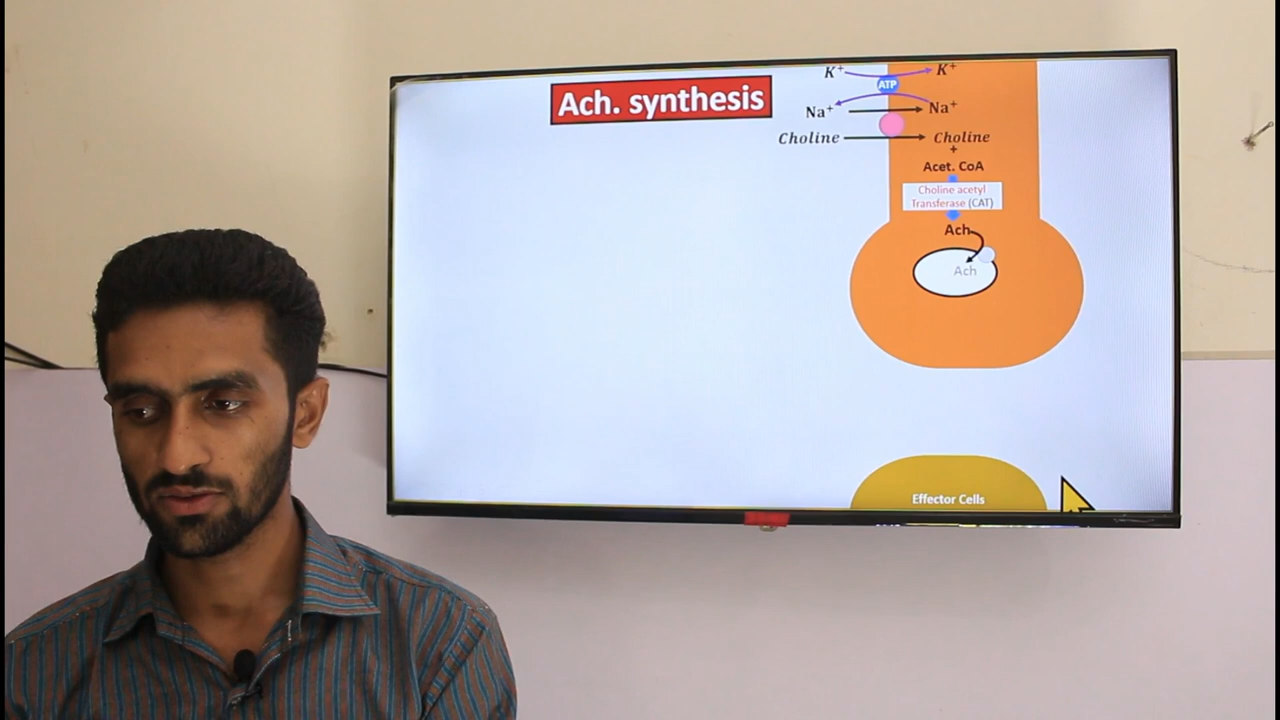 Ach. synthesis
K+ K+
ATP
Na+ Na+
Choline Choline
+
Acet. CoA
Choline acetyl
Transferase (CAT)
Ach
Ach
Effector Cells